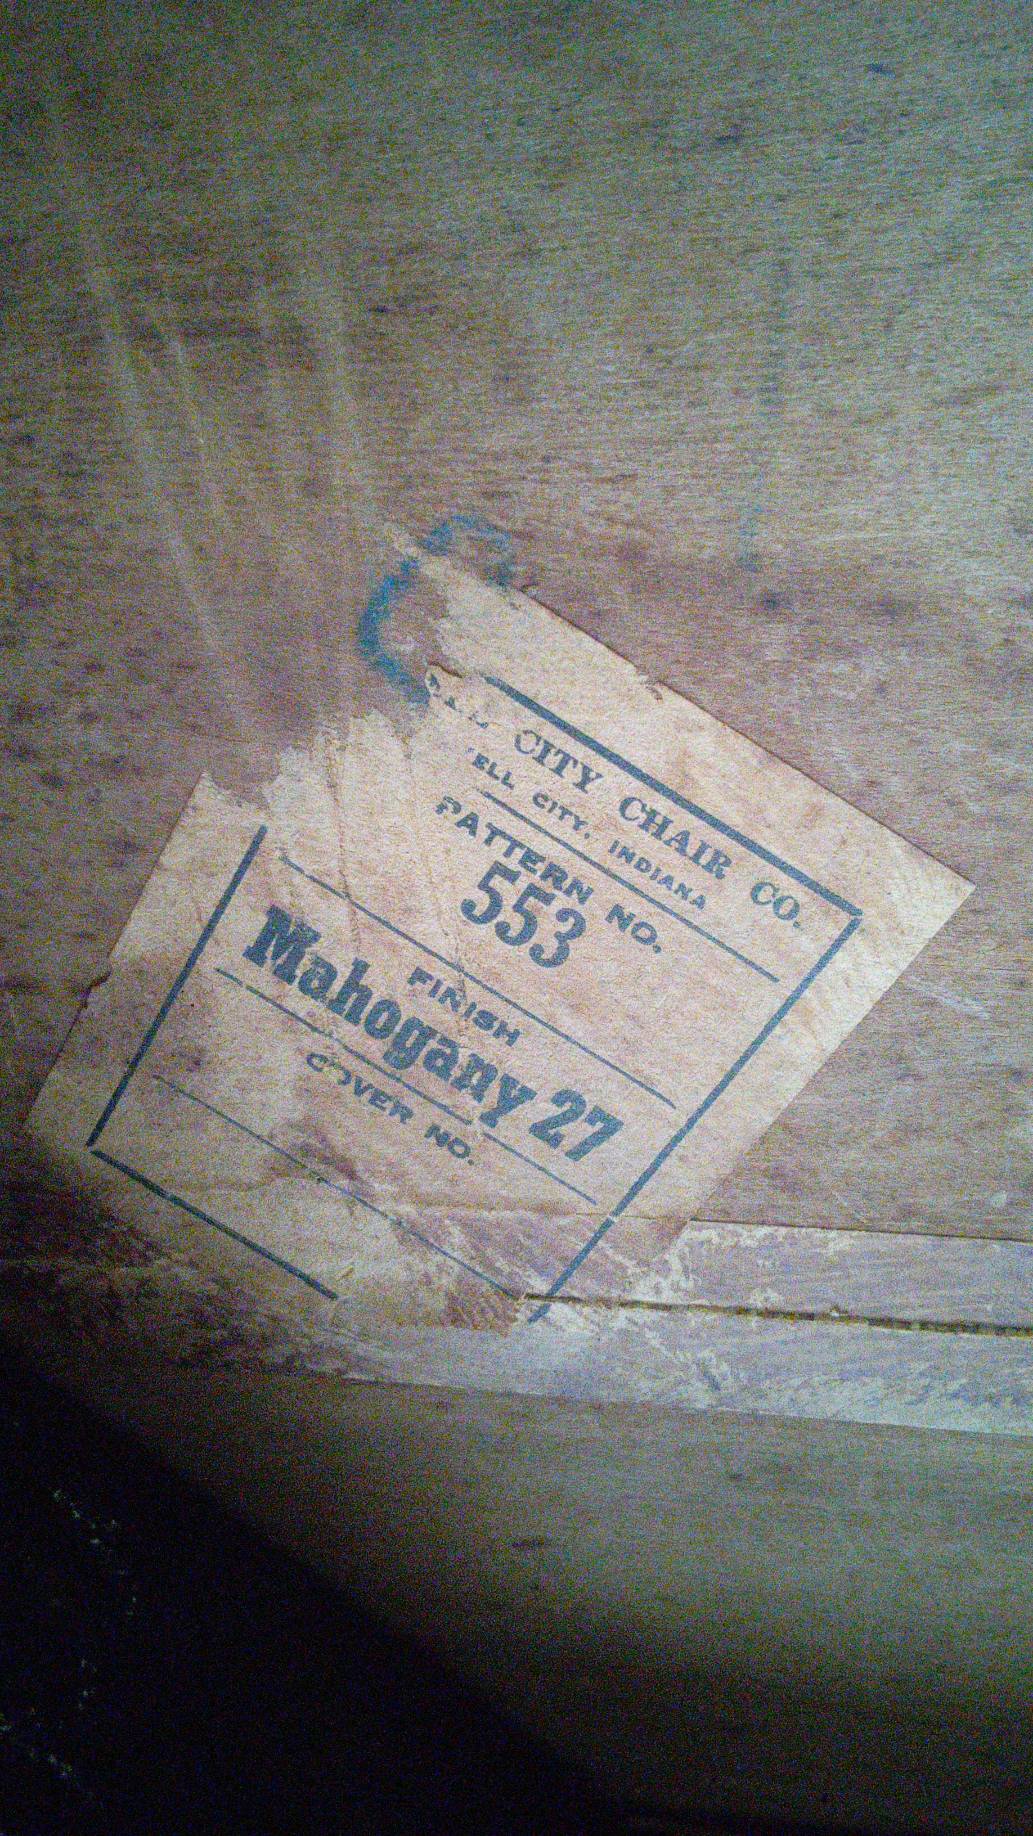 CITY CHAIR CO.
ELL CITY, INDIANA
PATTERN NO.
553
FINISH
Mahogany 27
COVER NO.